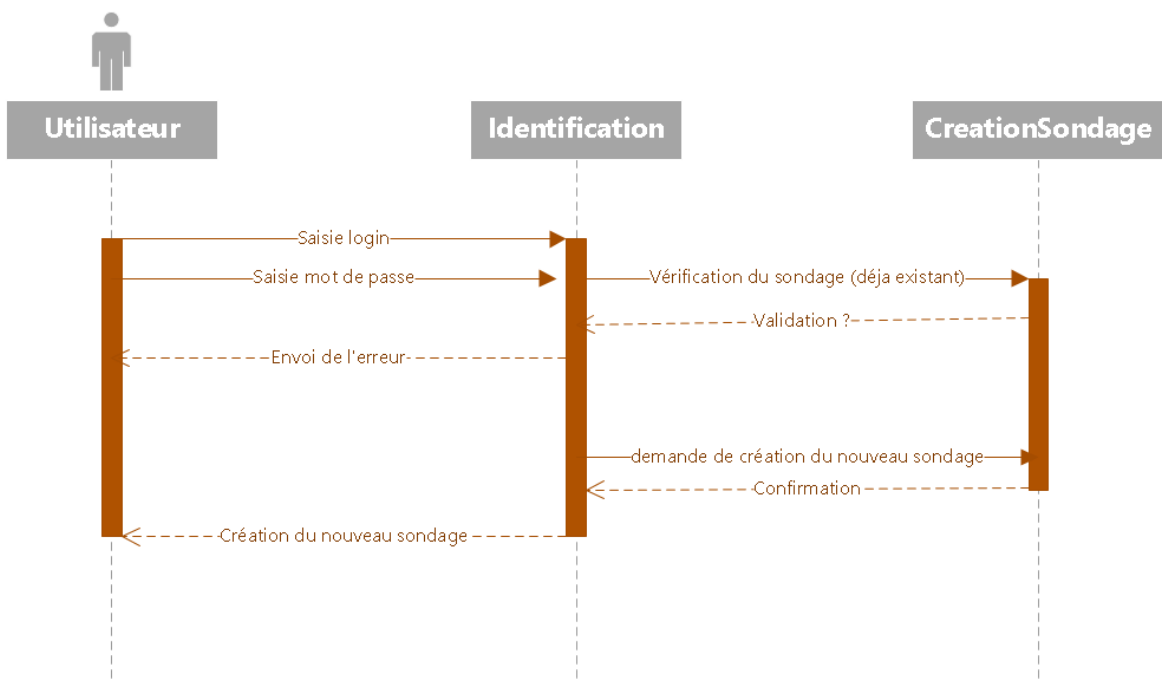 Utilisateur
Identification
CreationSondage
Saisie login
Saisie mot de passe
Vérification du sondage (déja existant)
Validation ?
Envoi de l'erreur
demande de création du nouveau sondage
Confirmation
Création du nouveau sondage